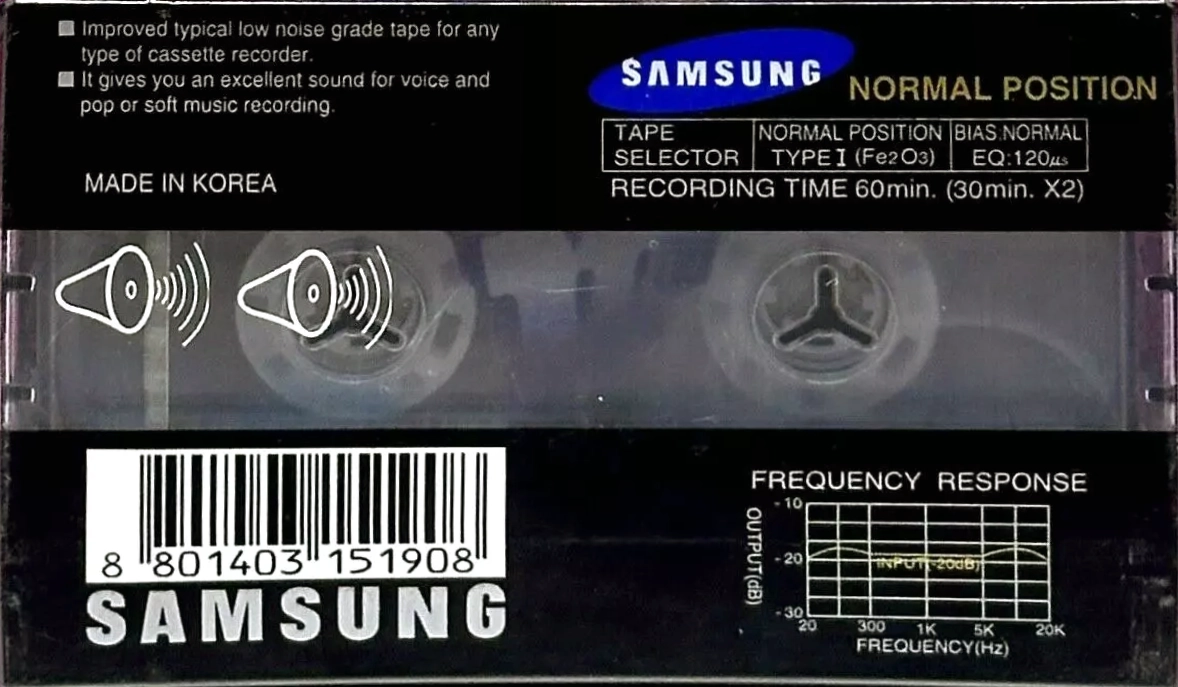 ■ Improved typical low noise grade tape for any
type of cassette recorder.
■ It gives you an excellent sound for voice and
pop or soft music recording.
MADE IN KOREA
SAMSUNG
NORMAL POSITION
TAPE SELECTOR
NORMAL POSITION TYPE I (Fe2O3)
BIAS:NORMAL EQ:120µs
RECORDING TIME 60min. (30min. X2)
8 801403 151908
SAMSUNG
FREQUENCY RESPONSE
OUTPUT(dB)
-10
-20
-30
INPUT(-20dB)
20 300 1K 5K 20K
FREQUENCY(Hz)